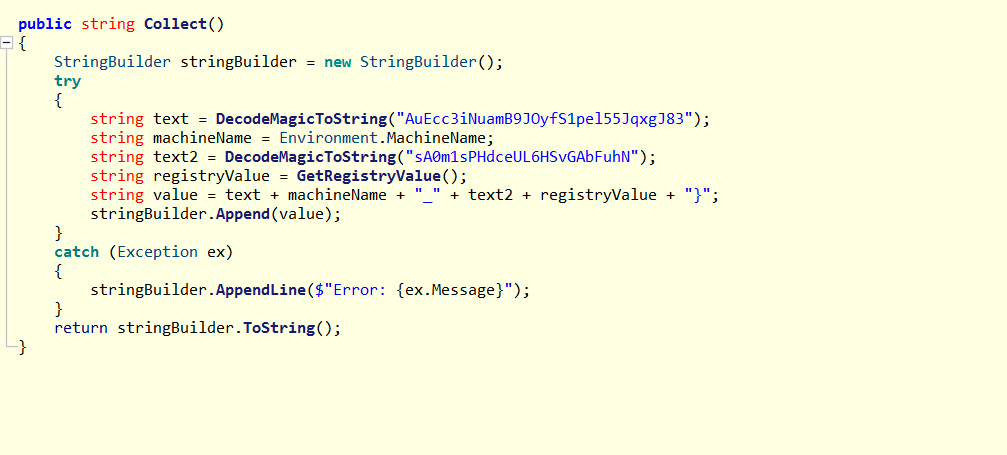 public string Collect()
{
StringBuilder stringBuilder = new StringBuilder();
try
{
string text = DecodeMagicToString("AuEcc3iNuamB9JOyfS1pel55JqxgJ83");
string machineName = Environment.MachineName;
string text2 = DecodeMagicToString("sA0m1sPHdceUL6HSvGAbFuhN");
string registryValue = GetRegistryValue();
string value = text + machineName + "_" + text2 + registryValue + "}";
stringBuilder.Append(value);
}
catch (Exception ex)
{
stringBuilder.AppendLine($"Error: {ex.Message}");
}
return stringBuilder.ToString();
}